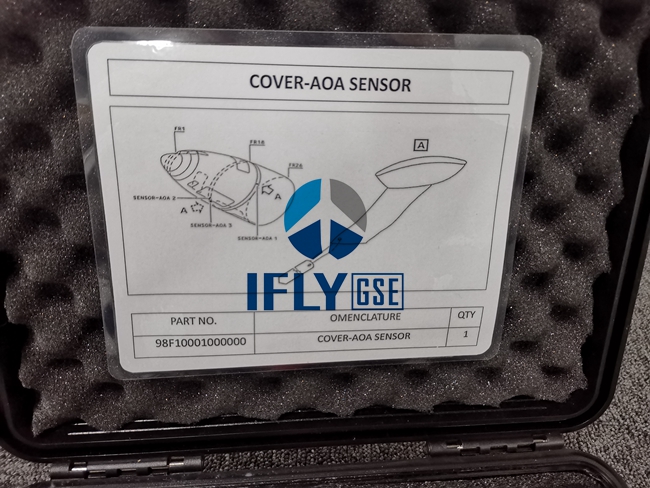 COVER-AOA SENSOR
FR1
FR16
FR24
A
SENSOR-AOA 2
A
A
SENSOR-AOA 3
SENSOR-AOA 1
IFLY GSE
PART NO. OMENCLATURE QTY
98F10001000000 COVER-AOA SENSOR 1